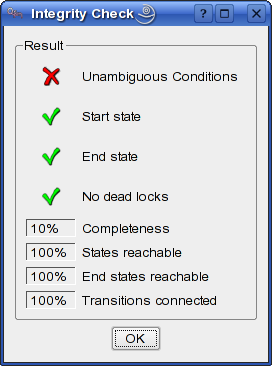 Integrity Check
?
Result
Unambiguous Conditions
Start state
End state
No dead locks
10% Completeness
100% States reachable
100% End states reachable
100% Transitions connected
OK